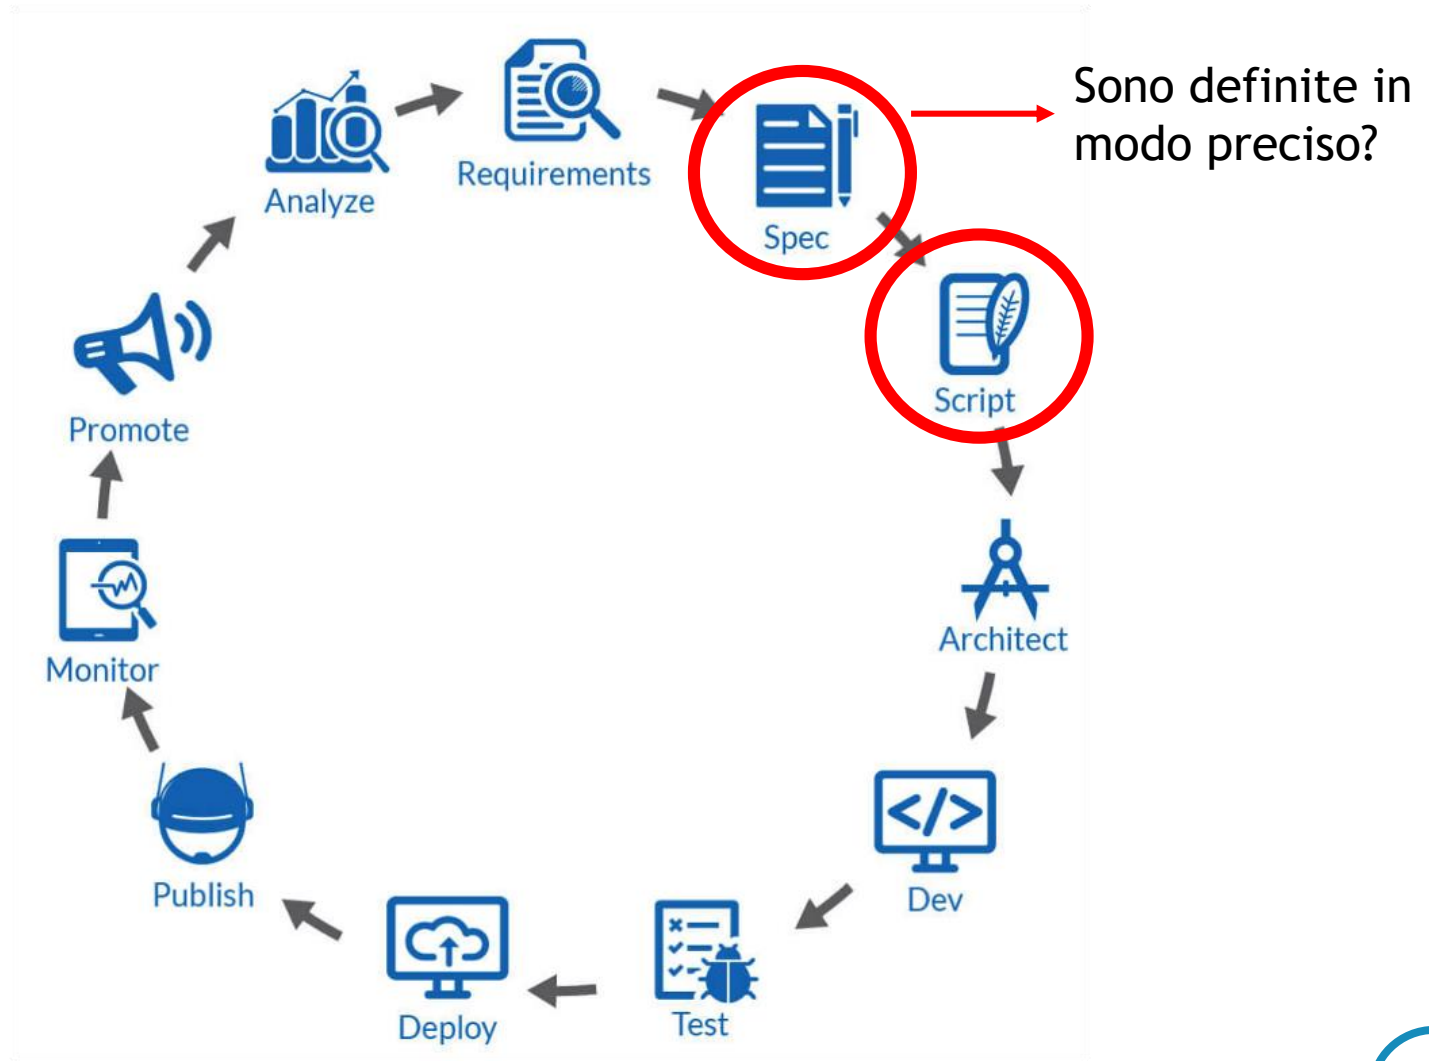 Sono definite in
modo preciso?
Requirements
Analyze
Spec
Script
Promote
Architect
Monitor
</>
Dev
Publish
Test
Deploy